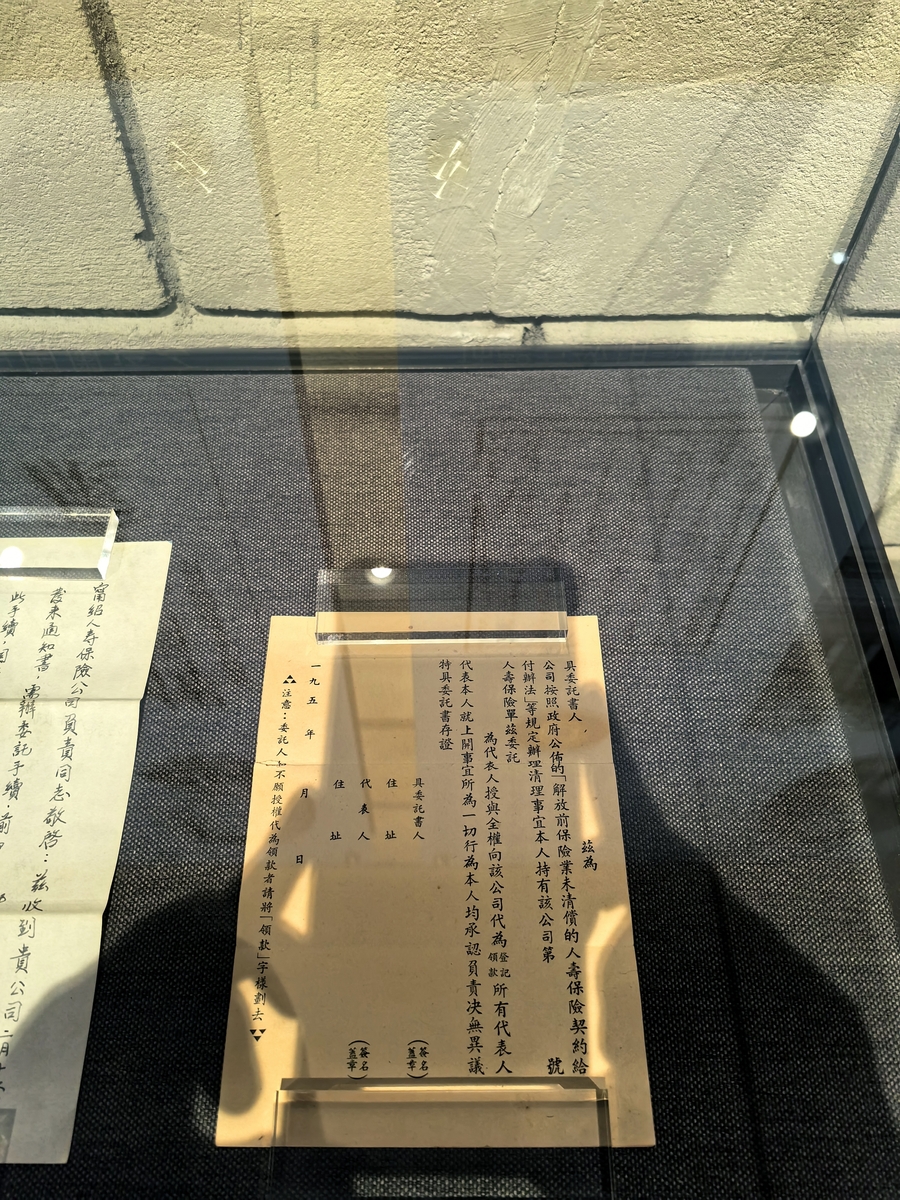 具委託書人　茲為
公司按照政府公佈的「解放前保險業未清償的人壽保險契約給
付辦法」等規定辦理清理事宜本人持有該公司第　號
人壽保險單茲委託
為代表人授與全權向該公司代為登記領款所有代表人
代表本人就上開事宜所為一切行為本人均承認負責决無異議
特具委託書存證
具委託書人　(簽名蓋章)
住址
代表人　(簽名蓋章)
住址
一九五　年　月　日
注意：委託人如不願授權代為領款者請將「領款」字樣劃去
甯紹人壽保險公司負責同志敬啓：茲收到貴公司二月
來通知書，需辦委託手續，前
些手續，因